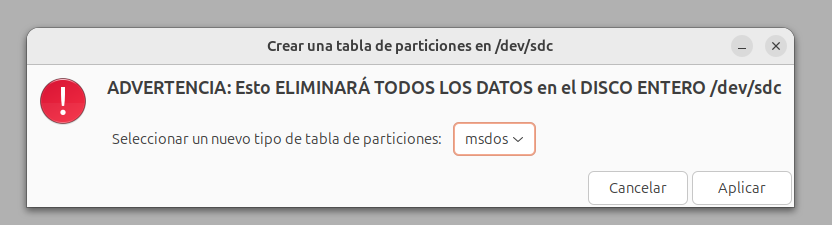 Crear una tabla de particiones en /dev/sdc
ADVERTENCIA: Esto ELIMINARÁ TODOS LOS DATOS en el DISCO ENTERO /dev/sdc
Seleccionar un nuevo tipo de tabla de particiones: msdos
Cancelar Aplicar